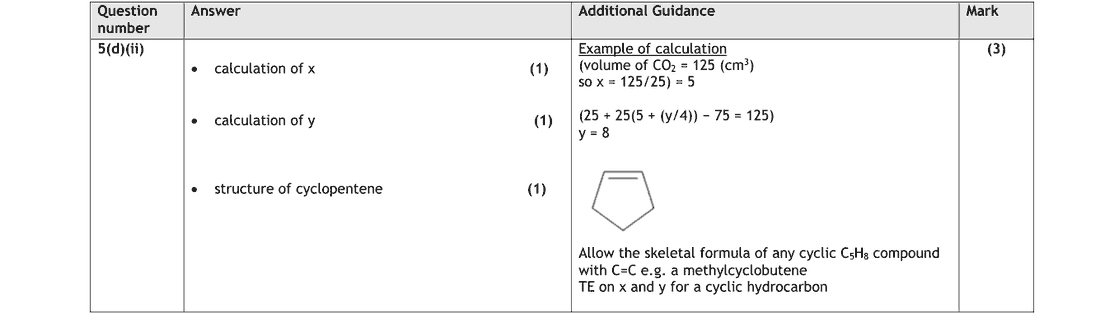 Question number
Answer
Additional Guidance
Mark
5(d)(ii)
• calculation of x (1)
• calculation of y (1)
• structure of cyclopentene (1)
Example of calculation
(volume of CO₂ = 125 (cm³)
so x = 125/25) = 5
(25 + 25(5 + (y/4)) − 75 = 125)
y = 8
Allow the skeletal formula of any cyclic C₅H₈ compound
with C=C e.g. a methylcyclobutene
TE on x and y for a cyclic hydrocarbon
(3)